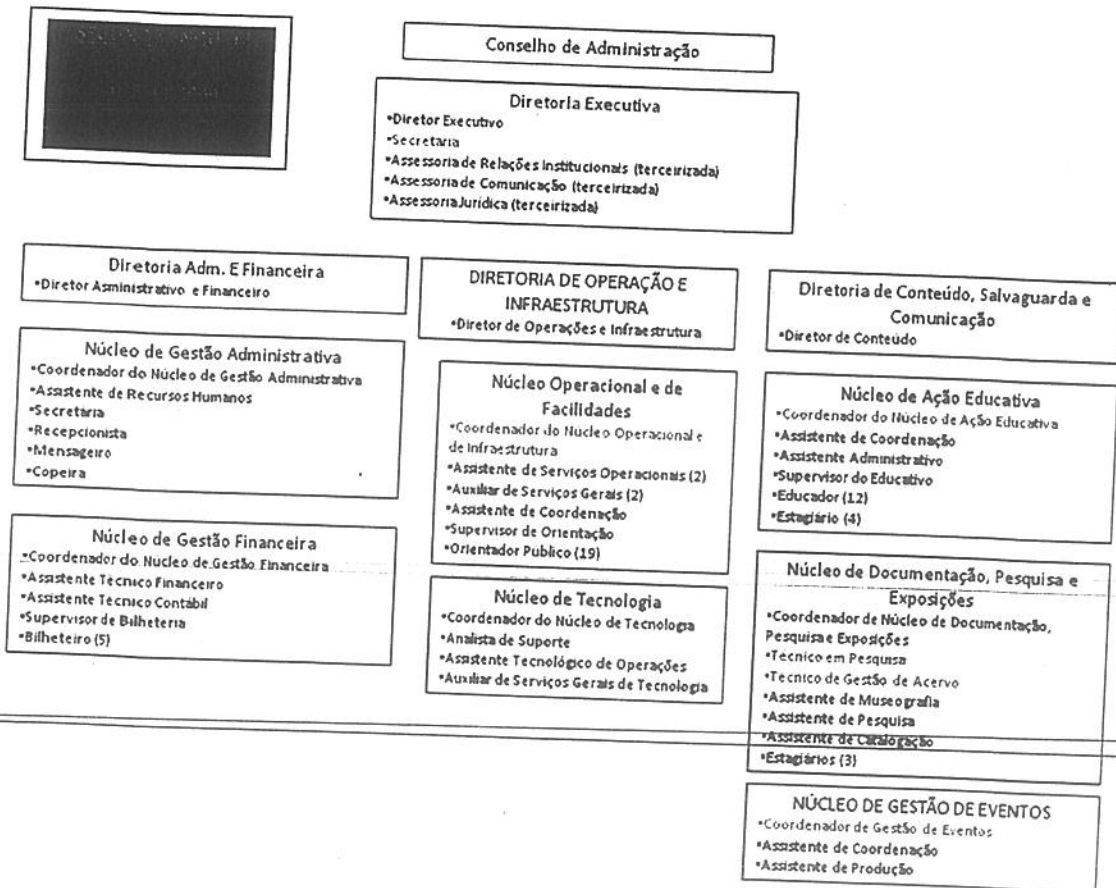 Conselho de Administração
Diretoria Executiva
•Diretor Executivo
•Secretaria
•Assessoria de Relações Institucionais (terceirizada)
•Assessoria de Comunicação (terceirizada)
•Assessoria Jurídica (terceirizada)
Diretoria Adm. E Financeira
•Diretor Asministrativo e Financeiro
Núcleo de Gestão Administrativa
•Coordenador do Núcleo de Gestão Administrativa
•Assistente de Recursos Humanos
•Secretaria
•Recepcionista
•Mensageiro
•Copeira
Núcleo de Gestão Financeira
•Coordenador do Núcleo de Gestão Financeira
•Assistente Técnico Financeiro
•Assistente Técnico Contábil
•Supervisor de Bilheteria
•Bilheteiro (5)
DIRETORIA DE OPERAÇÃO E
INFRAESTRUTURA
•Diretor de Operações e Infraestrutura
Núcleo Operacional e de
Facilidades
•Coordenador do Núcleo Operacional e
de Infraestrutura
•Assistente de Serviços Operacionais (2)
•Auxiliar de Serviços Gerais (2)
•Assistente de Coordenação
•Supervisor de Orientação
•Orientador Publico (19)
Núcleo de Tecnologia
•Coordenador do Núcleo de Tecnologia
•Analista de Suporte
•Assistente Tecnológico de Operações
•Auxiliar de Serviços Gerais de Tecnologia
Diretoria de Conteúdo, Salvaguarda e
Comunicação
•Diretor de Conteúdo
Núcleo de Ação Educativa
•Coordenador do Núcleo de Ação Educativa
•Assistente de Coordenação
•Assistente Administrativo
•Supervisor do Educativo
•Educador (12)
•Estagiário (4)
Núcleo de Documentação, Pesquisa e
Exposições
•Coordenador de Núcleo de Documentação,
Pesquisa e Exposições
•Técnico em Pesquisa
•Técnico de Gestão de Acervo
•Assistente de Museografia
•Assistente de Pesquisa
•Assistente de Catalogação
•Estagiários (3)
NÚCLEO DE GESTÃO DE EVENTOS
•Coordenador de Gestão de Eventos
•Assistente de Coordenação
•Assistente de Produção